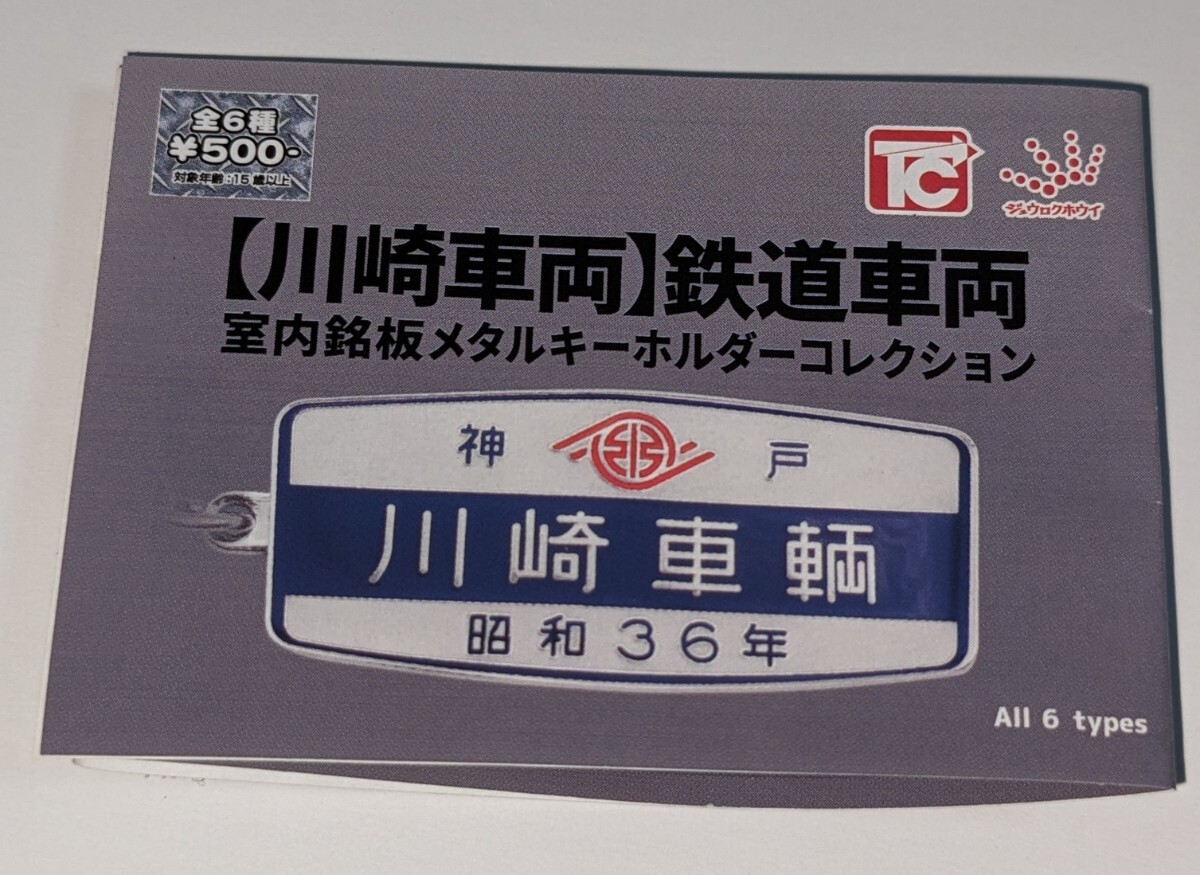 全6種
¥500-
対象年齢:15歳以上
TC
ジュウロクホウイ
【川崎車両】鉄道車両
室内銘板メタルキーホルダーコレクション
神 戸
川崎車輌
昭和36年
All 6 types